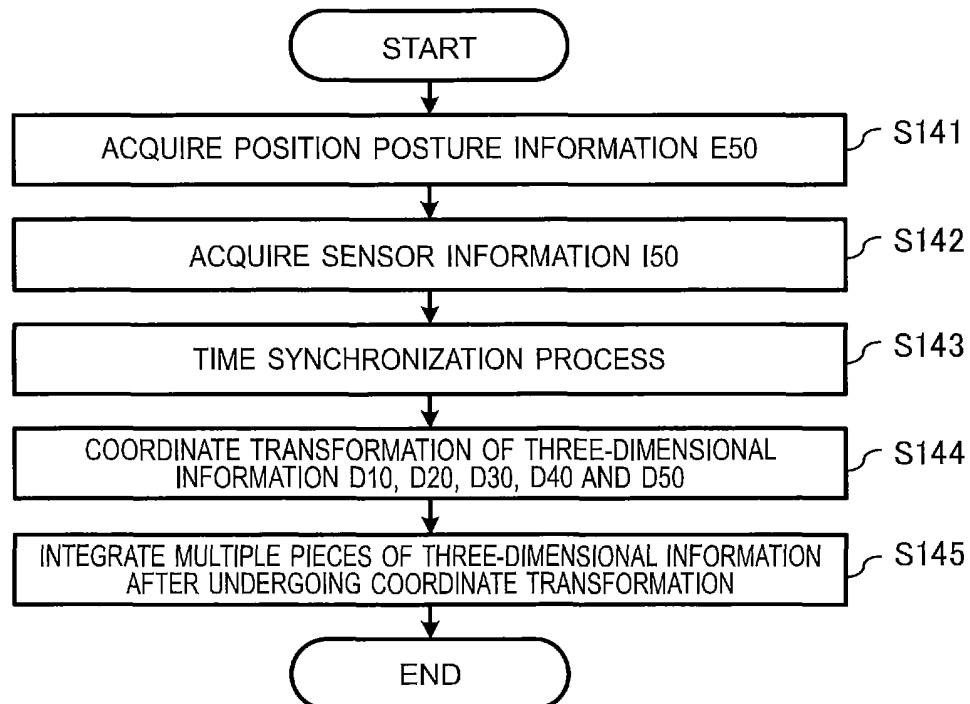 START
ACQUIRE POSITION POSTURE INFORMATION E50
S141
ACQUIRE SENSOR INFORMATION I50
S142
TIME SYNCHRONIZATION PROCESS
S143
COORDINATE TRANSFORMATION OF THREE-DIMENSIONAL
INFORMATION D10, D20, D30, D40 AND D50
S144
INTEGRATE MULTIPLE PIECES OF THREE-DIMENSIONAL INFORMATION
AFTER UNDERGOING COORDINATE TRANSFORMATION
S145
END